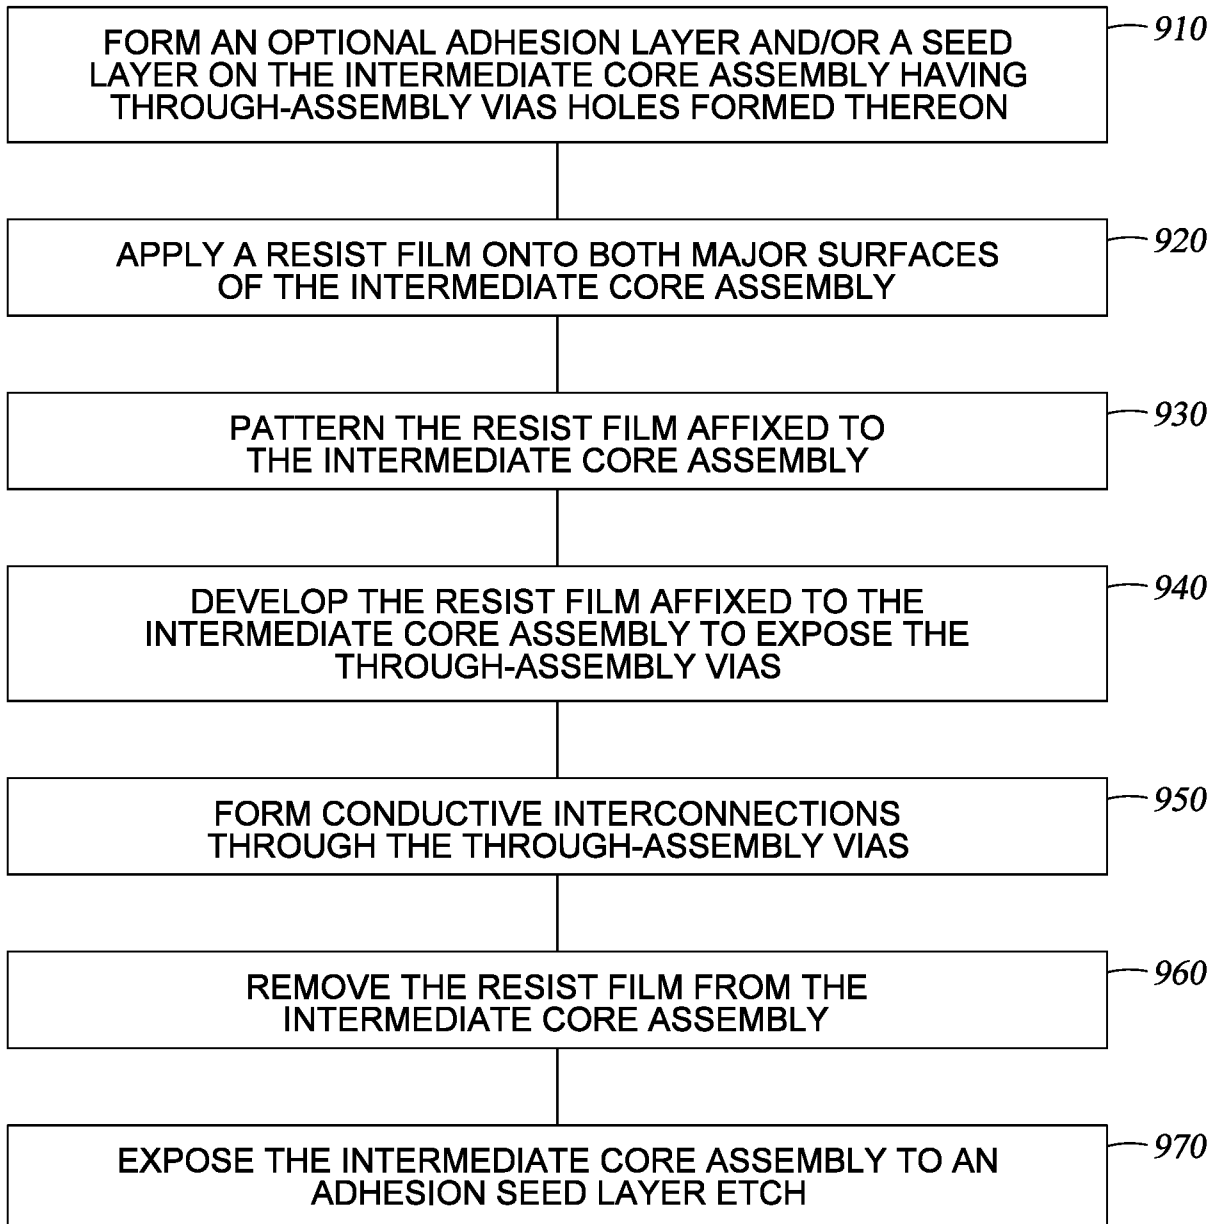 FORM AN OPTIONAL ADHESION LAYER AND/OR A SEED
LAYER ON THE INTERMEDIATE CORE ASSEMBLY HAVING
THROUGH-ASSEMBLY VIAS HOLES FORMED THEREON
910
APPLY A RESIST FILM ONTO BOTH MAJOR SURFACES
OF THE INTERMEDIATE CORE ASSEMBLY
920
PATTERN THE RESIST FILM AFFIXED TO
THE INTERMEDIATE CORE ASSEMBLY
930
DEVELOP THE RESIST FILM AFFIXED TO THE
INTERMEDIATE CORE ASSEMBLY TO EXPOSE THE
THROUGH-ASSEMBLY VIAS
940
FORM CONDUCTIVE INTERCONNECTIONS
THROUGH THE THROUGH-ASSEMBLY VIAS
950
REMOVE THE RESIST FILM FROM THE
INTERMEDIATE CORE ASSEMBLY
960
EXPOSE THE INTERMEDIATE CORE ASSEMBLY TO AN
ADHESION SEED LAYER ETCH
970